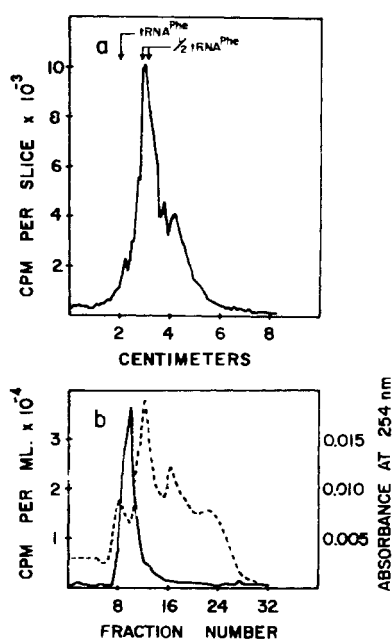 a
tRNA^Phe
½ tRNA^Phe
CPM PER SLICE x 10^-3
10
8
6
4
2
2 4 6 8
CENTIMETERS
b
CPM PER ML. x 10^-4
3
2
1
ABSORBANCE AT 254 nm
0.015
0.010
0.005
8 16 24 32
FRACTION NUMBER